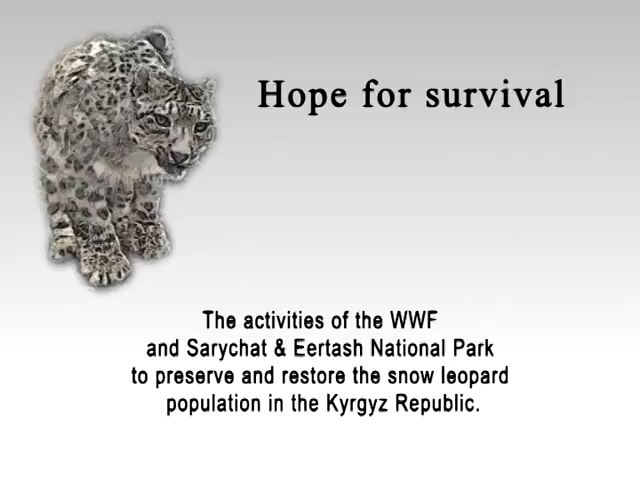 Hope for survival
The activities of the WWF
and Sarychat & Eertash National Park
to preserve and restore the snow leopard
population in the Kyrgyz Republic.